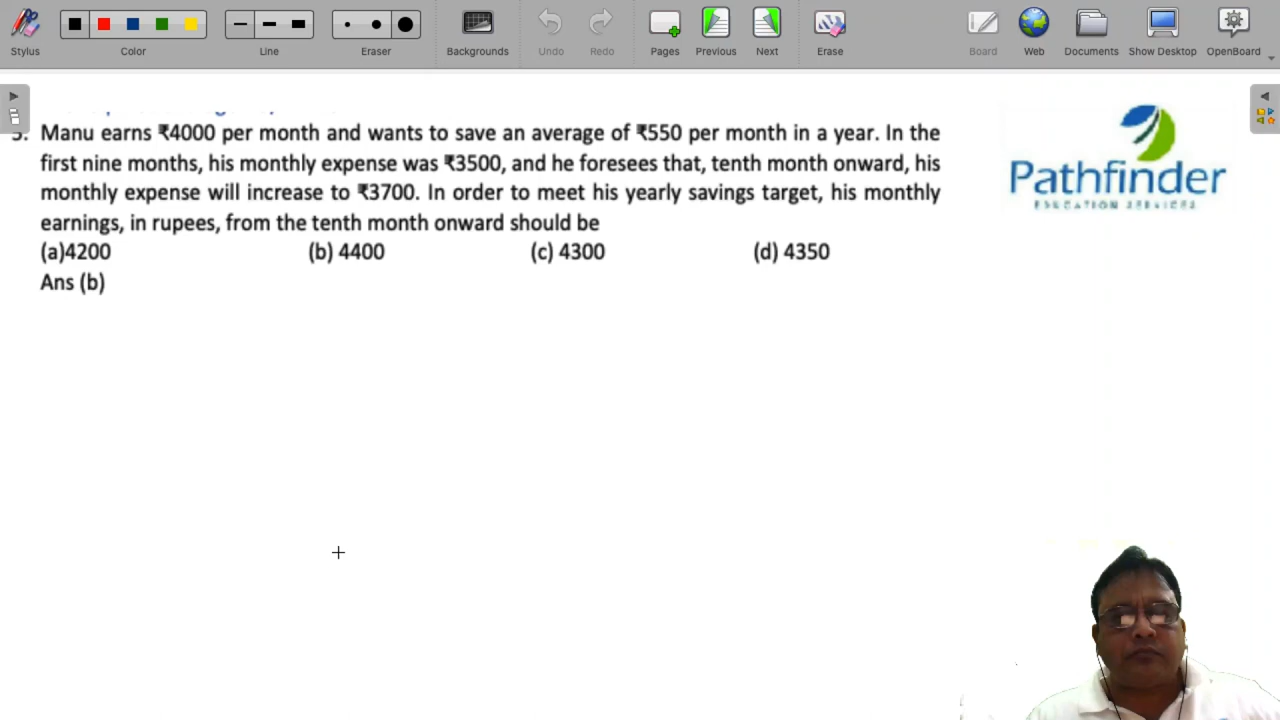 Stylus
Color
Line
Eraser
Backgrounds
Undo
Redo
Pages
Previous
Next
Erase
Board
Web
Documents
Show Desktop
OpenBoard
5. Manu earns ₹4000 per month and wants to save an average of ₹550 per month in a year. In the
first nine months, his monthly expense was ₹3500, and he foresees that, tenth month onward, his
monthly expense will increase to ₹3700. In order to meet his yearly savings target, his monthly
earnings, in rupees, from the tenth month onward should be
(a)4200 (b) 4400 (c) 4300 (d) 4350
Ans (b)
Pathfinder
EDUCATION SERVICES